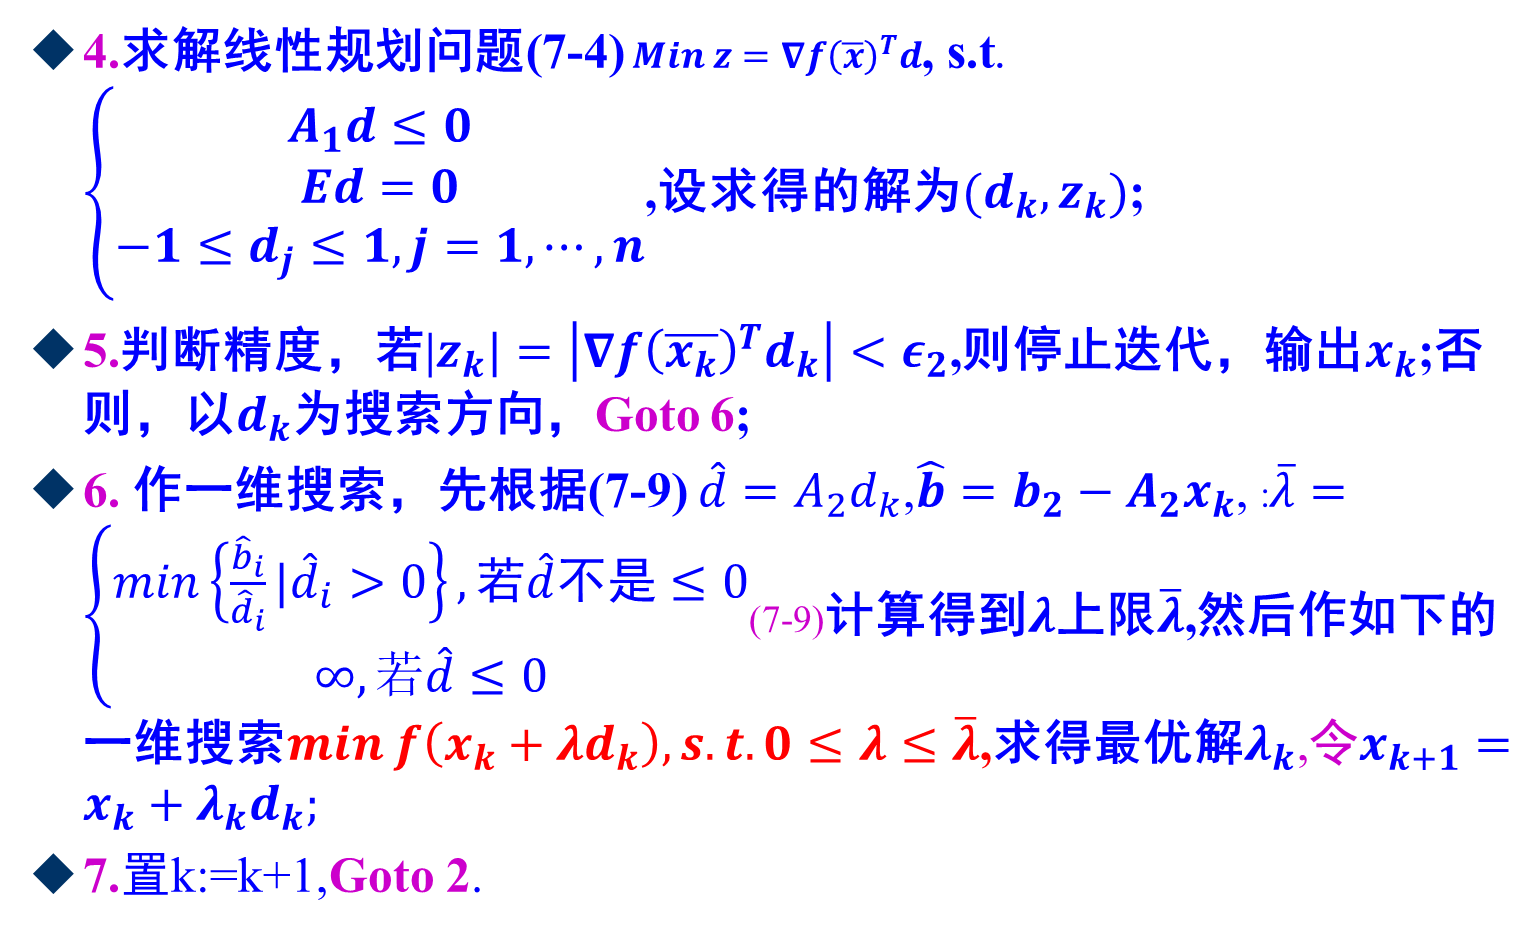 ◆ 4.求解线性规划问题(7-4) Min z = ∇f(x̅)ᵀd, s.t.
A₁d ≤ 0
Ed = 0
,设求得的解为(dₖ, zₖ);
−1 ≤ dⱼ ≤ 1, j = 1, ⋯, n
◆ 5.判断精度，若|zₖ| = |∇f(x̅ₖ)ᵀdₖ| < ϵ₂,则停止迭代，输出xₖ;否
则，以dₖ为搜索方向，Goto 6;
◆ 6. 作一维搜索，先根据(7-9) d̂ = A₂dₖ,b̂ = b₂ − A₂xₖ, :λ̅ =
min {b̂ᵢ/d̂ᵢ |d̂ᵢ > 0}, 若d̂不是 ≤ 0
(7-9)计算得到λ上限λ̅,然后作如下的
∞, 若d̂ ≤ 0
一维搜索min f(xₖ + λdₖ), s. t. 0 ≤ λ ≤ λ̅,求得最优解λₖ,令xₖ₊₁ =
xₖ + λₖdₖ;
◆ 7.置k:=k+1,Goto 2.